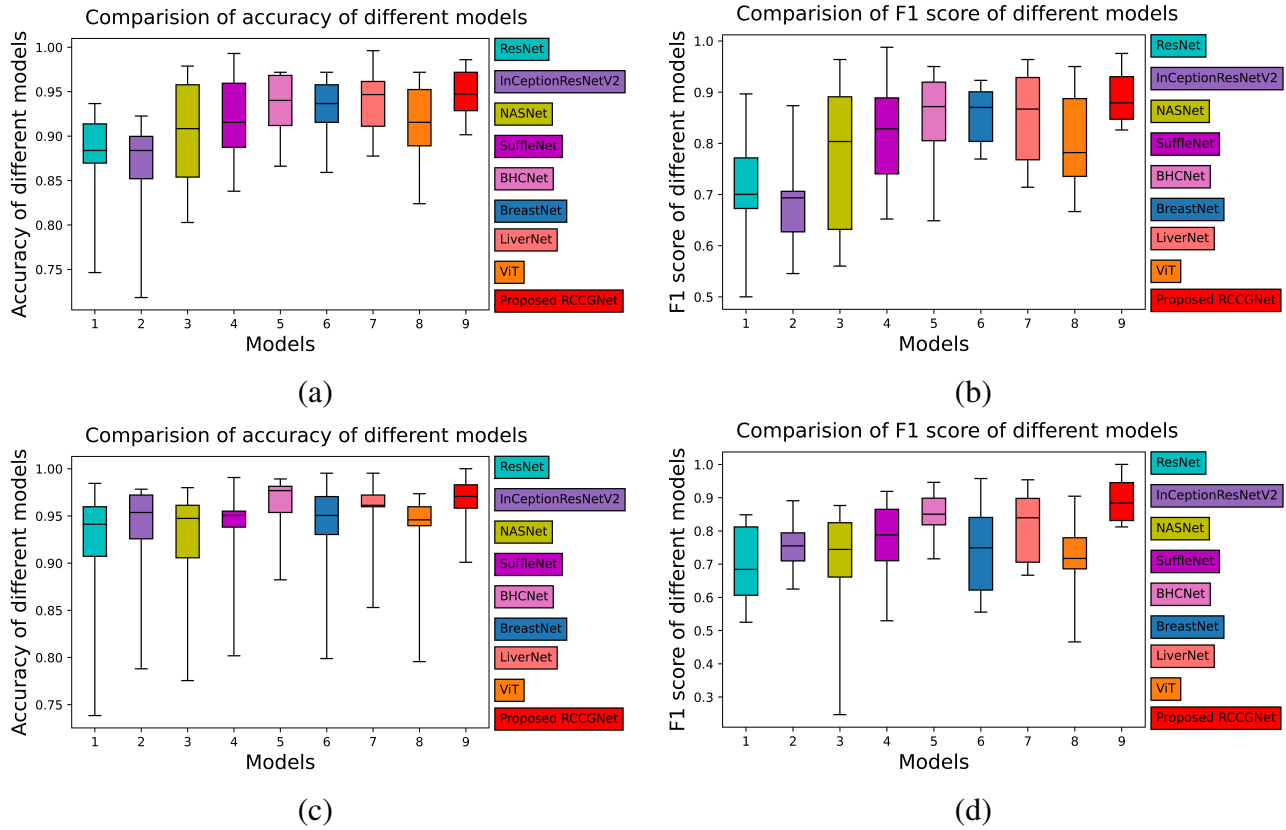 Comparision of accuracy of different models
Accuracy of different models
1.00
0.95
0.90
0.85
0.80
0.75
1 2 3 4 5 6 7 8 9
Models
ResNet
InCeptionResNetV2
NASNet
SuffleNet
BHCNet
BreastNet
LiverNet
ViT
Proposed RCCGNet
(a)
Comparision of F1 score of different models
F1 score of different models
1.0
0.9
0.8
0.7
0.6
0.5
1 2 3 4 5 6 7 8 9
Models
ResNet
InCeptionResNetV2
NASNet
SuffleNet
BHCNet
BreastNet
LiverNet
ViT
Proposed RCCGNet
(b)
Comparision of accuracy of different models
Accuracy of different models
1.00
0.95
0.90
0.85
0.80
0.75
1 2 3 4 5 6 7 8 9
Models
ResNet
InCeptionResNetV2
NASNet
SuffleNet
BHCNet
BreastNet
LiverNet
ViT
Proposed RCCGNet
(c)
Comparision of F1 score of different models
F1 score of different models
1.0
0.9
0.8
0.7
0.6
0.5
0.4
0.3
1 2 3 4 5 6 7 8 9
Models
ResNet
InCeptionResNetV2
NASNet
SuffleNet
BHCNet
BreastNet
LiverNet
ViT
Proposed RCCGNet
(d)